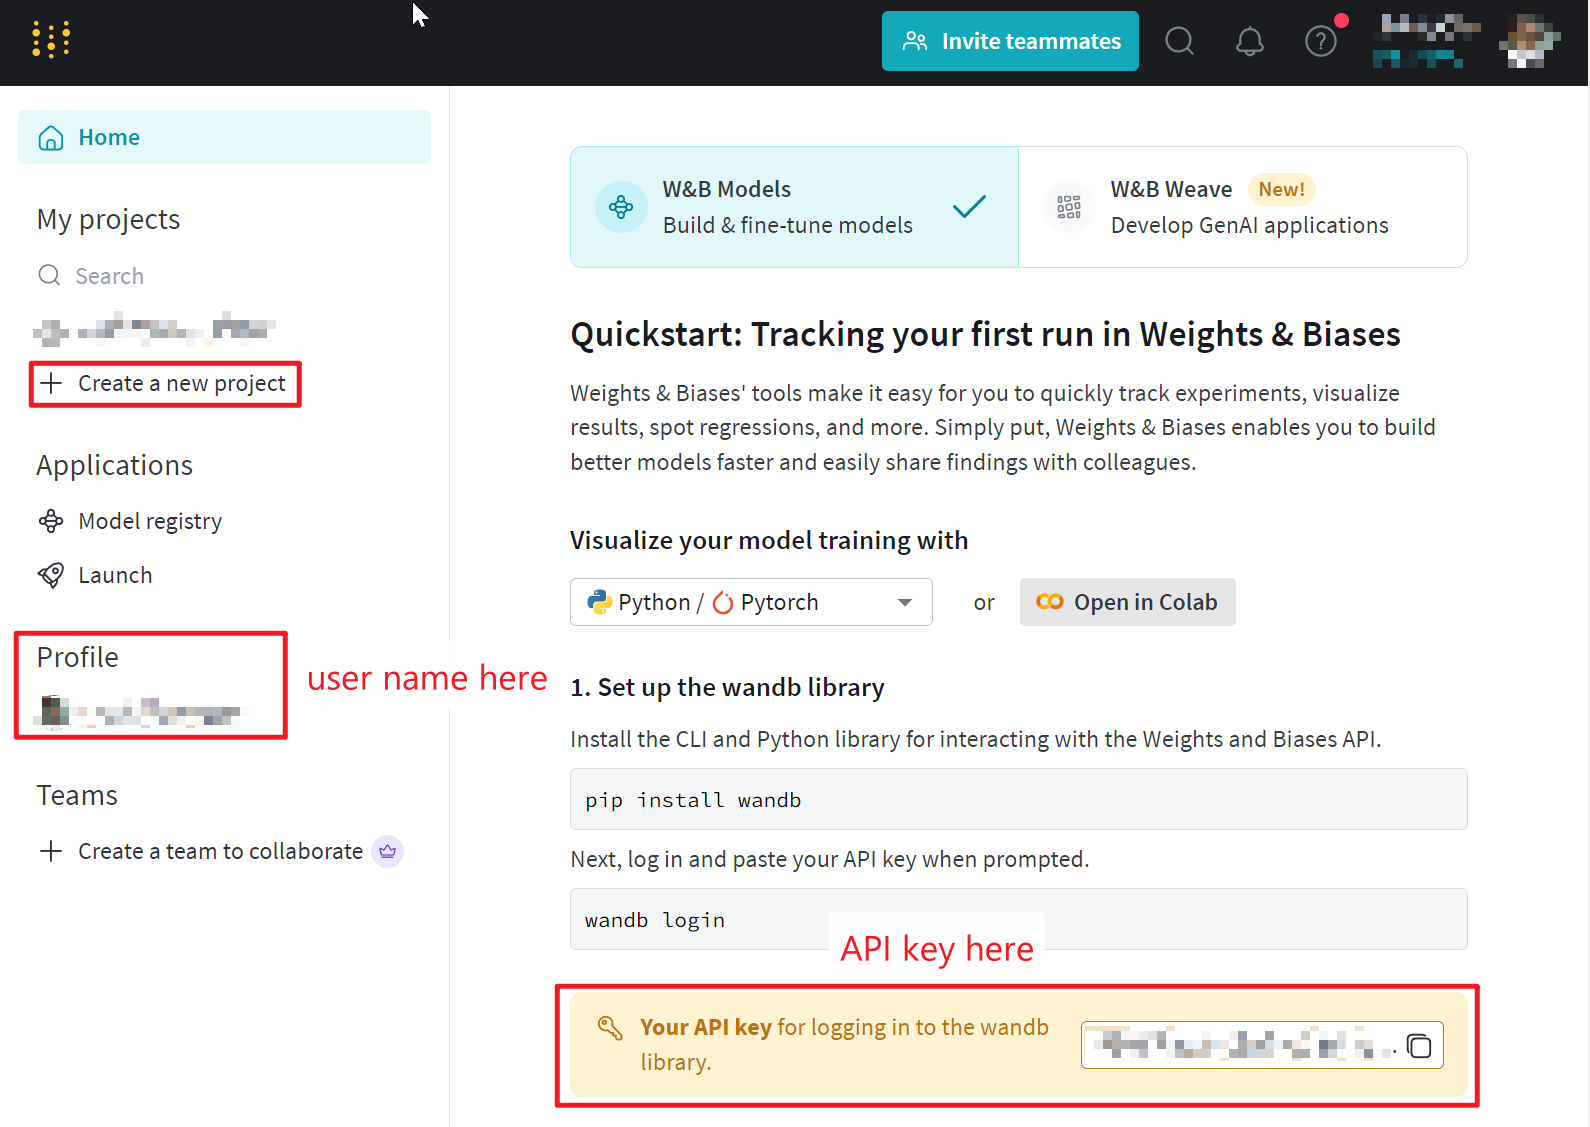 Invite teammates
?
Home
My projects
Search
Create a new project
Applications
Model registry
Launch
Profile
user name here
Teams
Create a team to collaborate
W&B Models
Build & fine-tune models
W&B Weave New!
Develop GenAI applications
Quickstart: Tracking your first run in Weights & Biases
Weights & Biases' tools make it easy for you to quickly track experiments, visualize
results, spot regressions, and more. Simply put, Weights & Biases enables you to build
better models faster and easily share findings with colleagues.
Visualize your model training with
Python / Pytorch or Open in Colab
1. Set up the wandb library
Install the CLI and Python library for interacting with the Weights and Biases API.
pip install wandb
Next, log in and paste your API key when prompted.
wandb login
API key here
Your API key for logging in to the wandb
library.